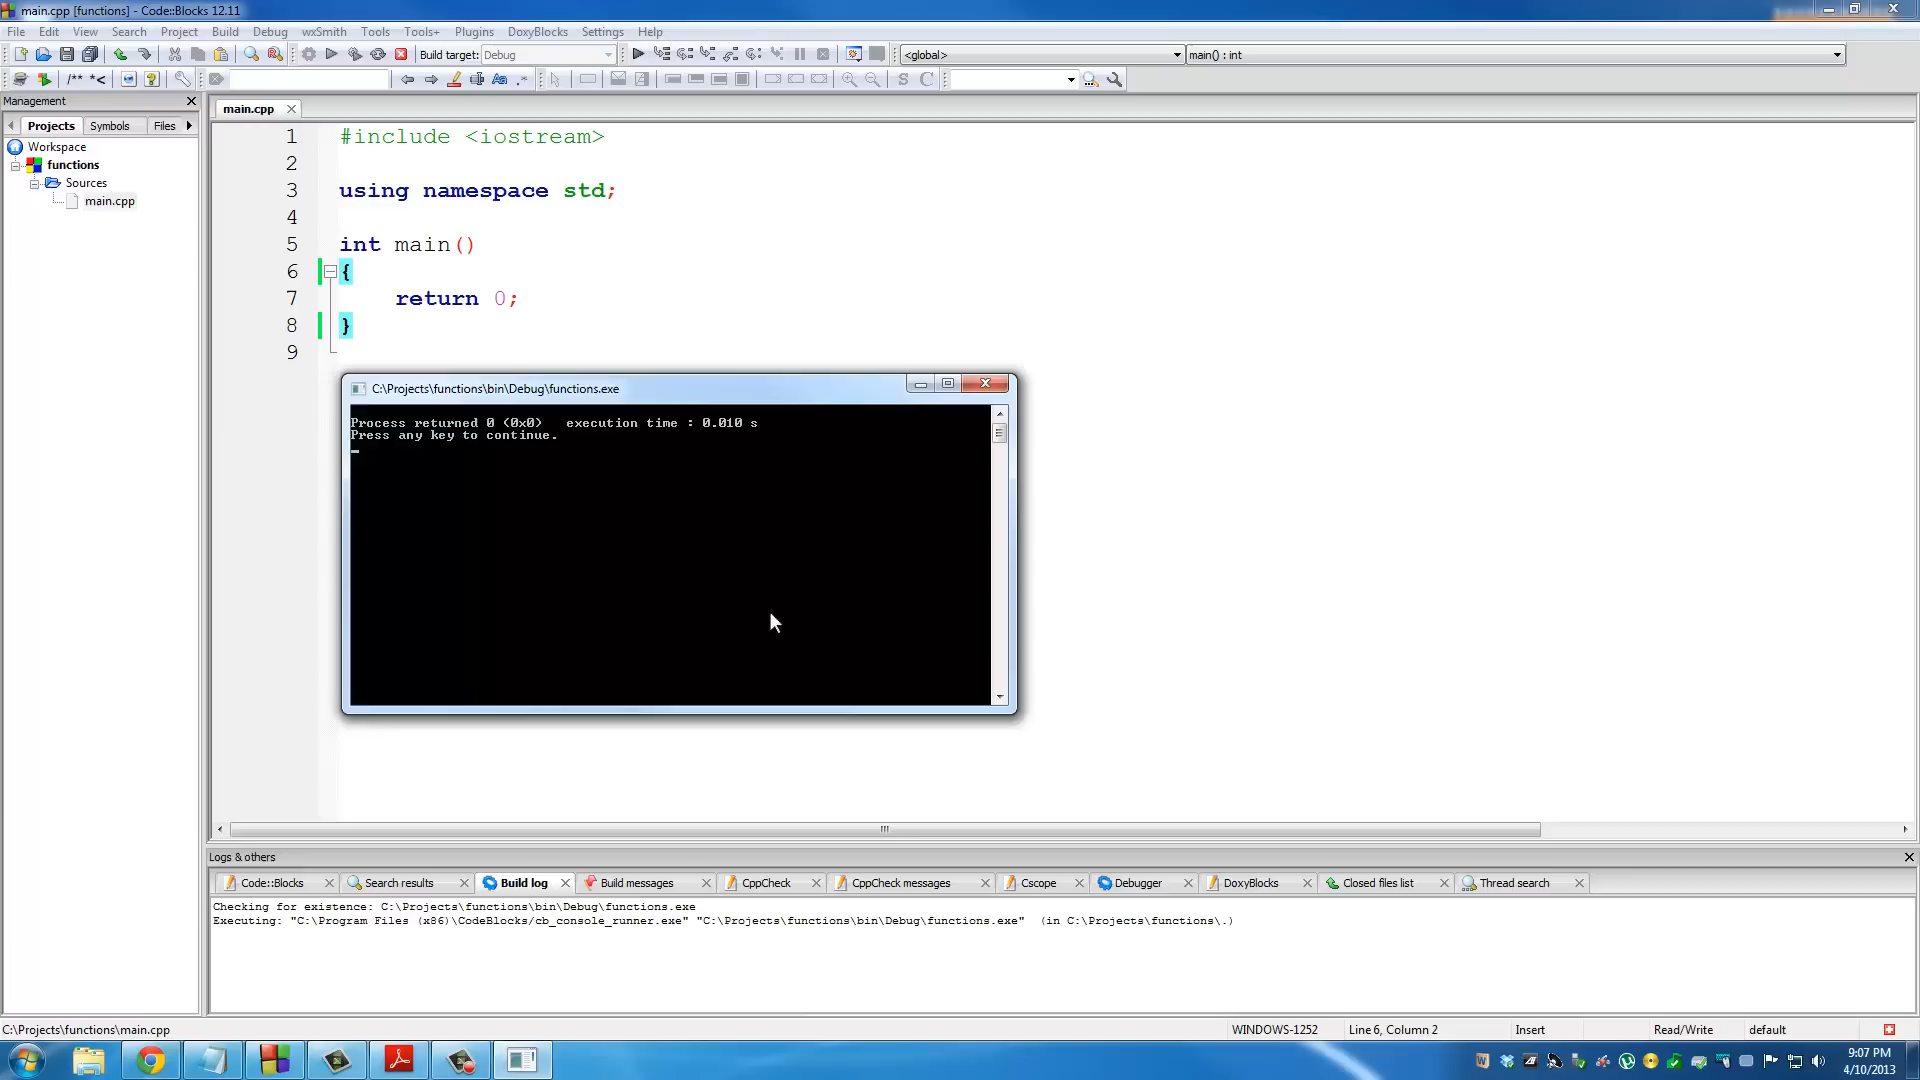 main.cpp [functions] - Code::Blocks 12.11
File Edit View Search Project Build Debug wxSmith Tools Tools+ Plugins DoxyBlocks Settings Help
Build target: Debug <global> main() : int
/** *<
Management
Projects Symbols Files
main.cpp
Workspace
functions
Sources
main.cpp
1 #include <iostream>
2
3 using namespace std;
4
5 int main()
6 {
7 return 0;
8 }
9
C:\Projects\functions\bin\Debug\functions.exe
Process returned 0 (0x0) execution time : 0.010 s
Press any key to continue.
Logs & others
Code::Blocks Search results Build log Build messages CppCheck CppCheck messages Cscope Debugger DoxyBlocks Closed files list Thread search
Checking for existence: C:\Projects\functions\bin\Debug\functions.exe
Executing: "C:\Program Files (x86)\CodeBlocks/cb_console_runner.exe" "C:\Projects\functions\bin\Debug\functions.exe" (in C:\Projects\functions\.)
C:\Projects\functions\main.cpp WINDOWS-1252 Line 6, Column 2 Insert Read/Write default
9:07 PM
4/10/2013